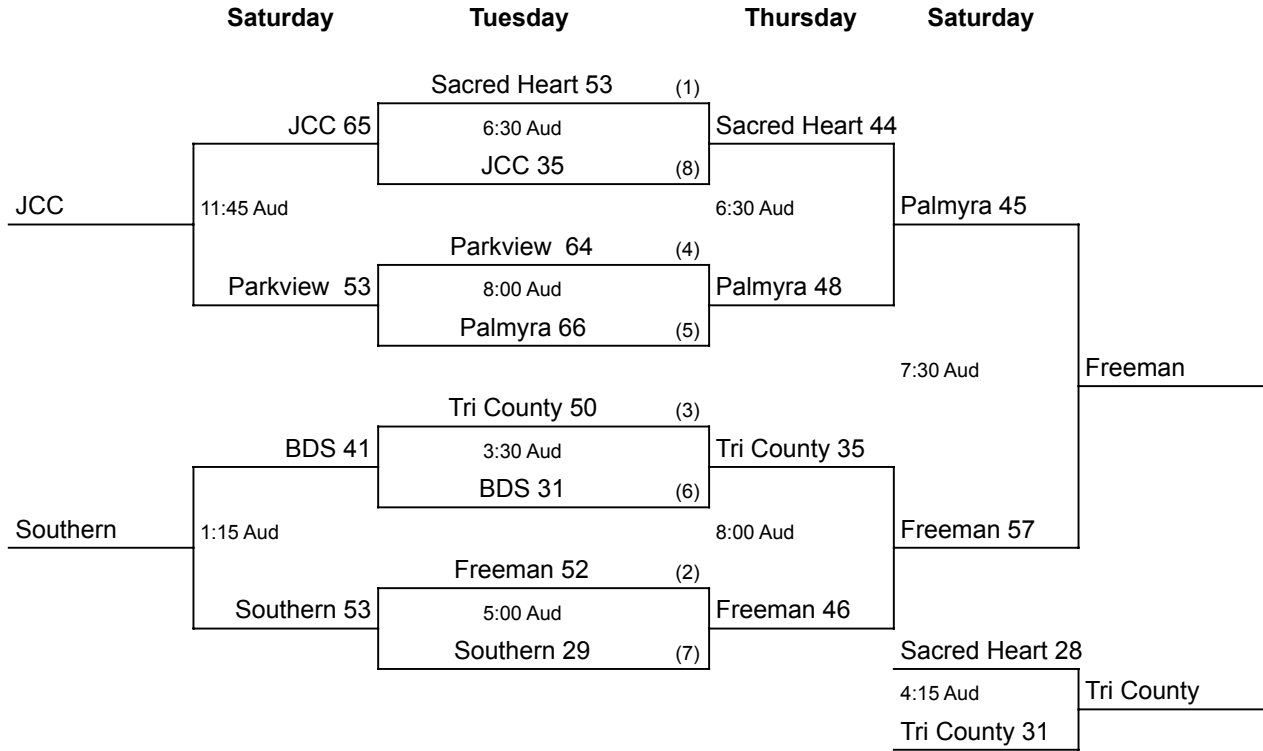 Saturday Tuesday Thursday Saturday
Sacred Heart 53 (1)
JCC 65 6:30 Aud Sacred Heart 44
JCC 35 (8)
JCC 11:45 Aud 6:30 Aud Palmyra 45
Parkview 64 (4)
Parkview 53 8:00 Aud Palmyra 48
Palmyra 66 (5)
7:30 Aud Freeman
Tri County 50 (3)
BDS 41 3:30 Aud Tri County 35
BDS 31 (6)
Southern 1:15 Aud 8:00 Aud Freeman 57
Freeman 52 (2)
Southern 53 5:00 Aud Freeman 46
Southern 29 (7)
Sacred Heart 28
4:15 Aud Tri County
Tri County 31